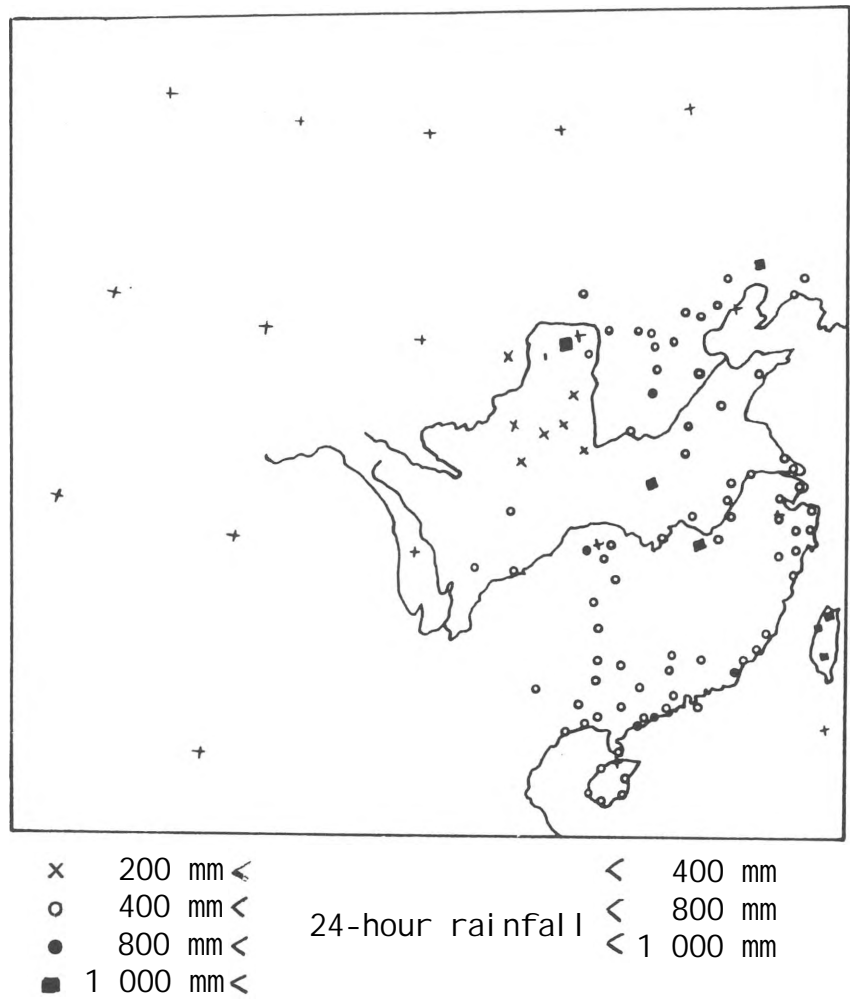 × 200 mm < < 400 mm
○ 400 mm < 24-hour rainfall < 800 mm
● 800 mm < < 1 000 mm
■ 1 000 mm <